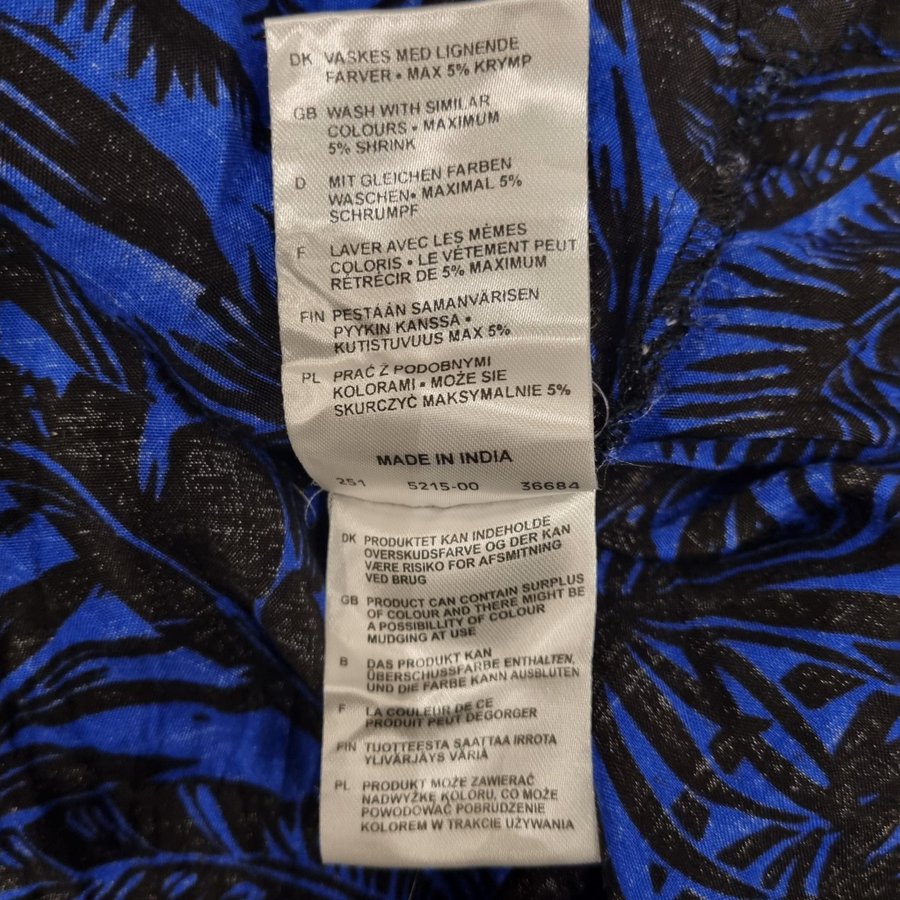 DK VASKES MED LIGNENDE
FARVER • MAX 5% KRYMP
GB WASH WITH SIMILAR
COLOURS • MAXIMUM
5% SHRINK
D MIT GLEICHEN FARBEN
WASCHEN• MAXIMAL 5%
SCHRUMPF
F LAVER AVEC LES MÈMES
COLORIS • LE VÊTEMENT PEUT
RÉTRÉCIR DE 5% MAXIMUM
FIN PESTÄÄN SAMANVÄRISEN
PYYKIN KANSSA •
KUTISTUVUUS MAX 5%
PL PRAĆ Z PODOBNYMI
KOLORAMI • MOŻE SIE
SKURCZYĆ MAKSYMALNIE 5%
MADE IN INDIA
251 5215-00 36684
DK PRODUKTET KAN INDEHOLDE
OVERSKUDSFARVE OG DER KAN
VÆRE RISIKO FOR AFSMITNING
VED BRUG
GB PRODUCT CAN CONTAIN SURPLUS
OF COLOUR AND THERE MIGHT BE
A POSSIBILLITY OF COLOUR
MUDGING AT USE
B DAS PRODUKT KAN
ÜBERSCHUSSFARBE ENTHALTEN,
UND DIE FARBE KANN AUSBLUTEN
F LA COULEUR DE CE
PRODUIT PEUT DEGORGER
FIN TUOTTEESTA SAATTAA IRROTA
YLIVÄRJÄYS VÄRIÄ
PL PRODUKT MOŻE ZAWIERAĆ
NADWYŻKĘ KOLORU, CO MOŻE
POWODOWAĆ POBRUDZENIE
KOLOREM W TRAKCIE UŻYWANIA